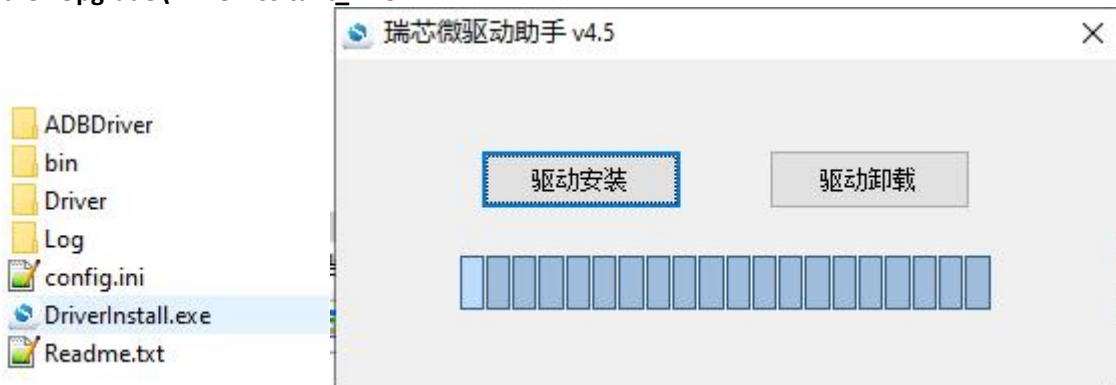 瑞芯微驱动助手 v4.5
驱动安装
驱动卸载
ADBDriver
bin
Driver
Log
config.ini
DriverInstall.exe
Readme.txt